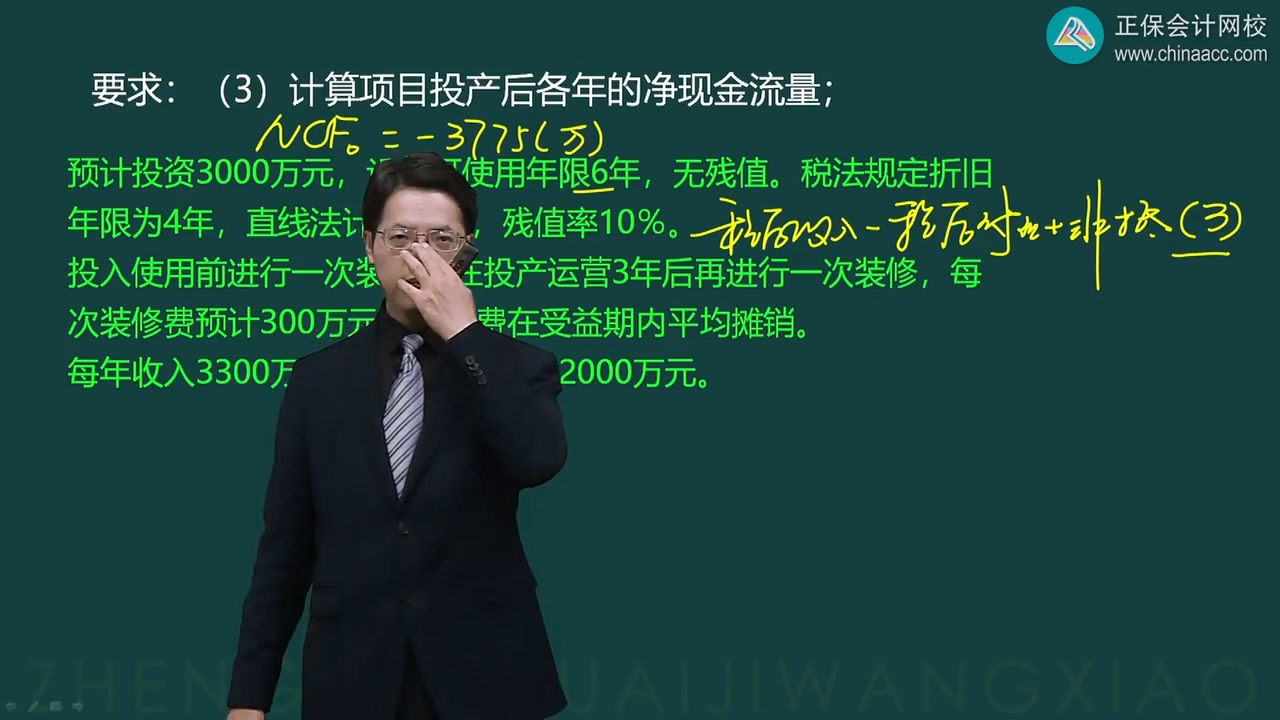 正保会计网校
www.chinaacc.com
要求：（3）计算项目投产后各年的净现金流量；
NCF₀ = -3775(万)
预计投资3000万元，使用年限6年，无残值。税法规定折旧
年限为4年，直线法计，残值率10%。
税后收入-税后付现+非折(3)
投入使用前进行一次装在投产运营3年后再进行一次装修，每
次装修费预计300万元费在受益期内平均摊销。
每年收入3300万2000万元。
ZHENG UAIJIWANGXIAO